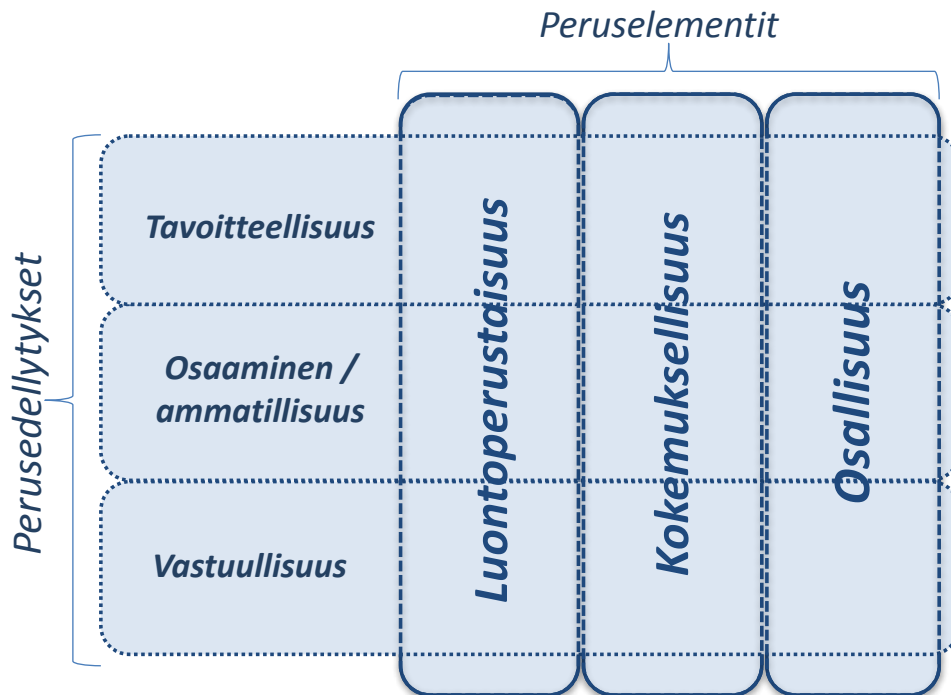 Peruselementit
Perusedellytykset
Tavoitteellisuus
Osaaminen /
ammatillisuus
Vastuullisuus
Luontoperustaisuus
Kokemuksellisuus
Osallisuus